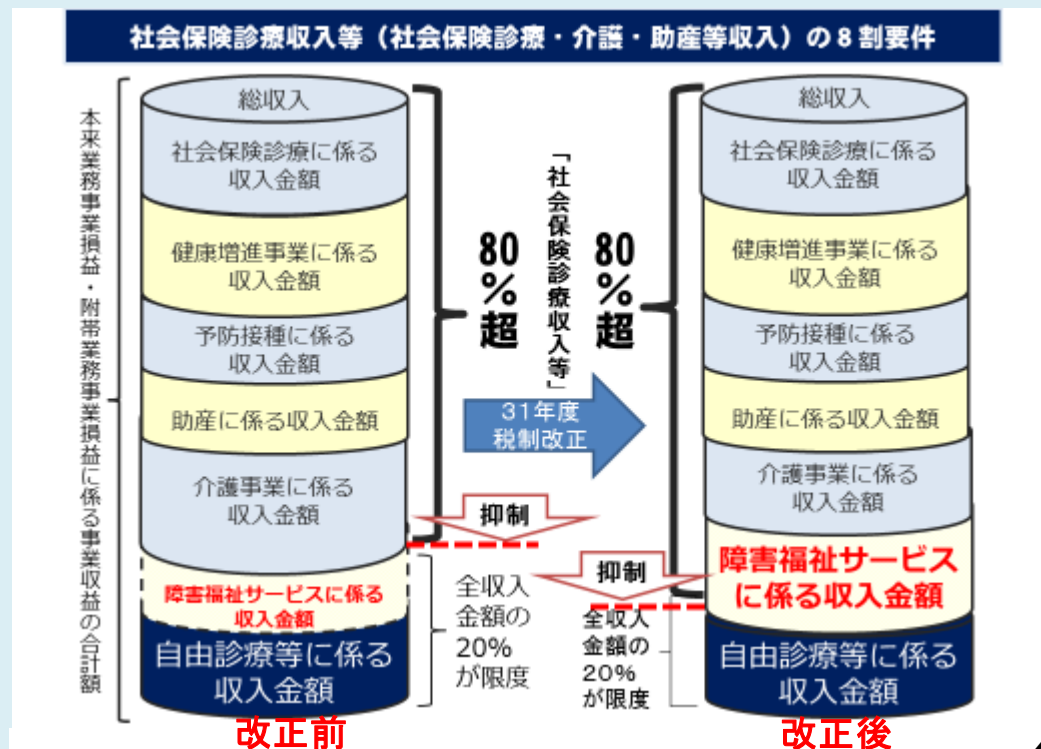 社会保険診療収入等（社会保険診療・介護・助産等収入）の８割要件
本来業務事業損益・附帯業務事業損益に係る事業収益の合計額
総収入
社会保険診療に係る
収入金額
健康増進事業に係る
収入金額
予防接種に係る
収入金額
助産に係る収入金額
介護事業に係る
収入金額
障害福祉サービスに係る
収入金額
自由診療等に係る
収入金額
改正前
80%超
抑制
全収入
金額の
20%
が限度
「社会保険診療収入等」
31年度
税制改正
80%超
抑制
全収入
金額の
20%
が限度
総収入
社会保険診療に係る
収入金額
健康増進事業に係る
収入金額
予防接種に係る
収入金額
助産に係る収入金額
介護事業に係る
収入金額
障害福祉サービス
に係る収入金額
自由診療等に係る
収入金額
改正後